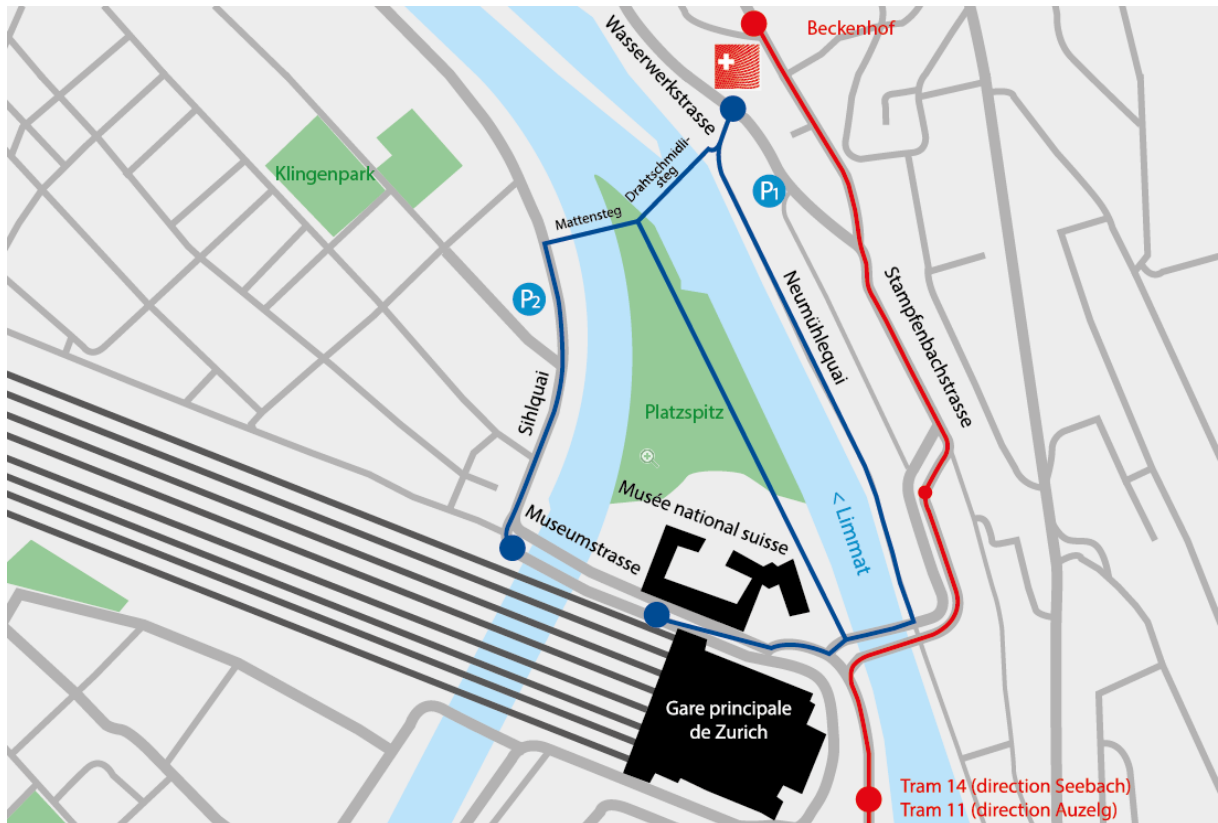 Beckenhof
Wasserwerkstrasse
Klingenpark
Drahtschmidli-
steg
Mattensteg
P1
P2
Neumühlequai
Stampfenbachstrasse
Sihlquai
Platzspitz
Musée national suisse
Museumstrasse
< Limmat
Gare principale
de Zurich
Tram 14 (direction Seebach)
Tram 11 (direction Auzelg)